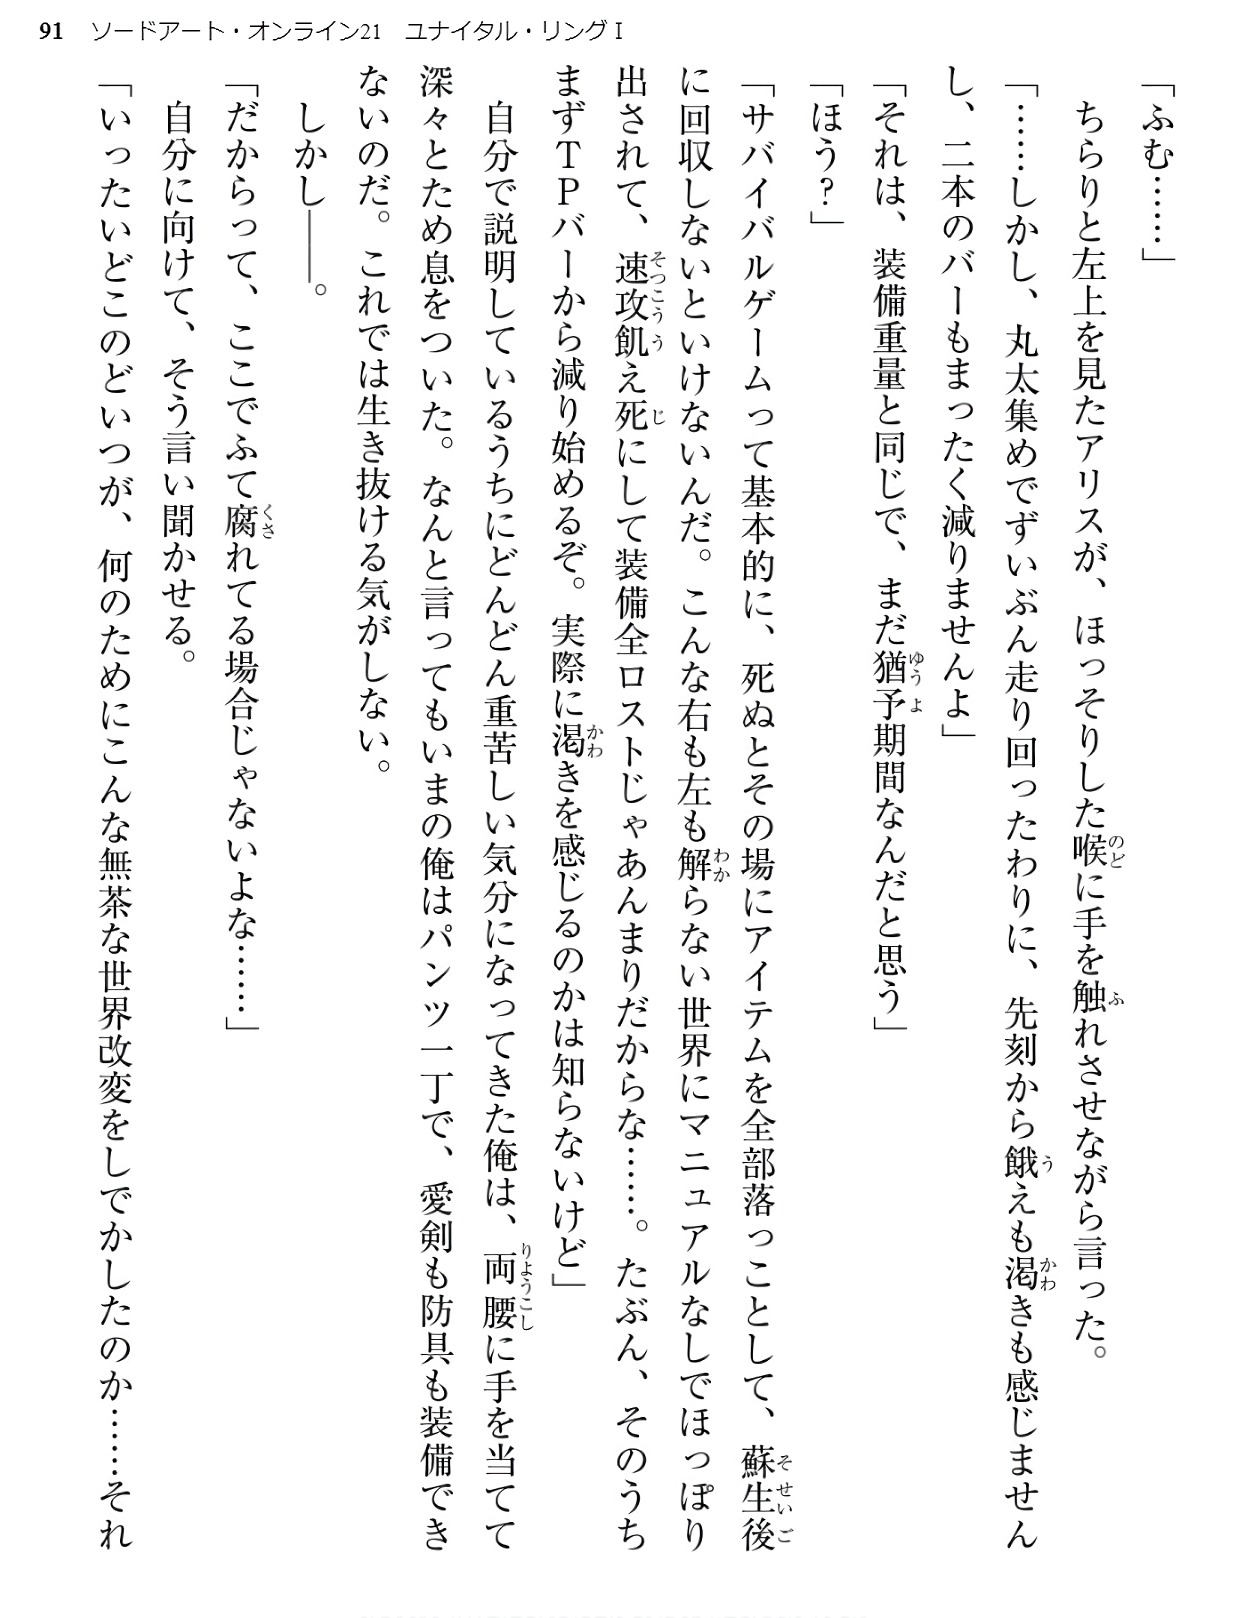 91 ソードアート・オンライン21 ユナイタル・リングⅠ
「ふむ……」
　ちらりと左上を見たアリスが、ほっそりした喉に手を触れさせながら言った。
「……しかし、丸太集めでずいぶん走り回ったわりに、先刻から餓えも渇きも感じません
し、二本のバーもまったく減りませんよ」
「それは、装備重量と同じで、まだ猶予期間なんだと思う」
「ほう？」
「サバイバルゲームって基本的に、死ぬとその場にアイテムを全部落っことして、蘇生後
に回収しないといけないんだ。こんな右も左も解らない世界にマニュアルなしでほっぽり
出されて、速攻飢え死にして装備全ロストじゃあんまりだからな……。たぶん、そのうち
まずＴＰバーから減り始めるぞ。実際に渇きを感じるのかは知らないけど」
　自分で説明しているうちにどんどん重苦しい気分になってきた俺は、両腰に手を当てて
深々とため息をついた。なんと言ってもいまの俺はパンツ一丁で、愛剣も防具も装備でき
ないのだ。これでは生き抜ける気がしない。
　しかし――。
「だからって、ここでふて腐れてる場合じゃないよな……」
　自分に向けて、そう言い聞かせる。
「いったいどこのどいつが、何のためにこんな無茶な世界改変をしでかしたのか……それ